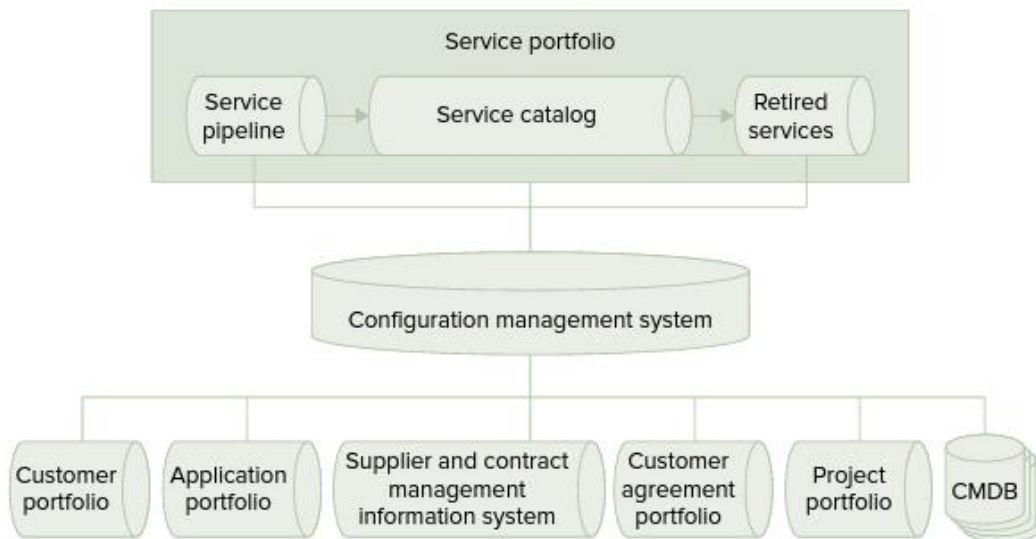 Service portfolio
Service
pipeline
Service catalog
Retired
services
Configuration management system
Customer
portfolio
Application
portfolio
Supplier and contract
management
information system
Customer
agreement
portfolio
Project
portfolio
CMDB